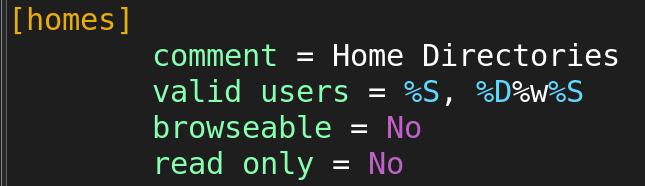 [homes]
comment = Home Directories
valid users = %S, %D%w%S
browseable = No
read only = No